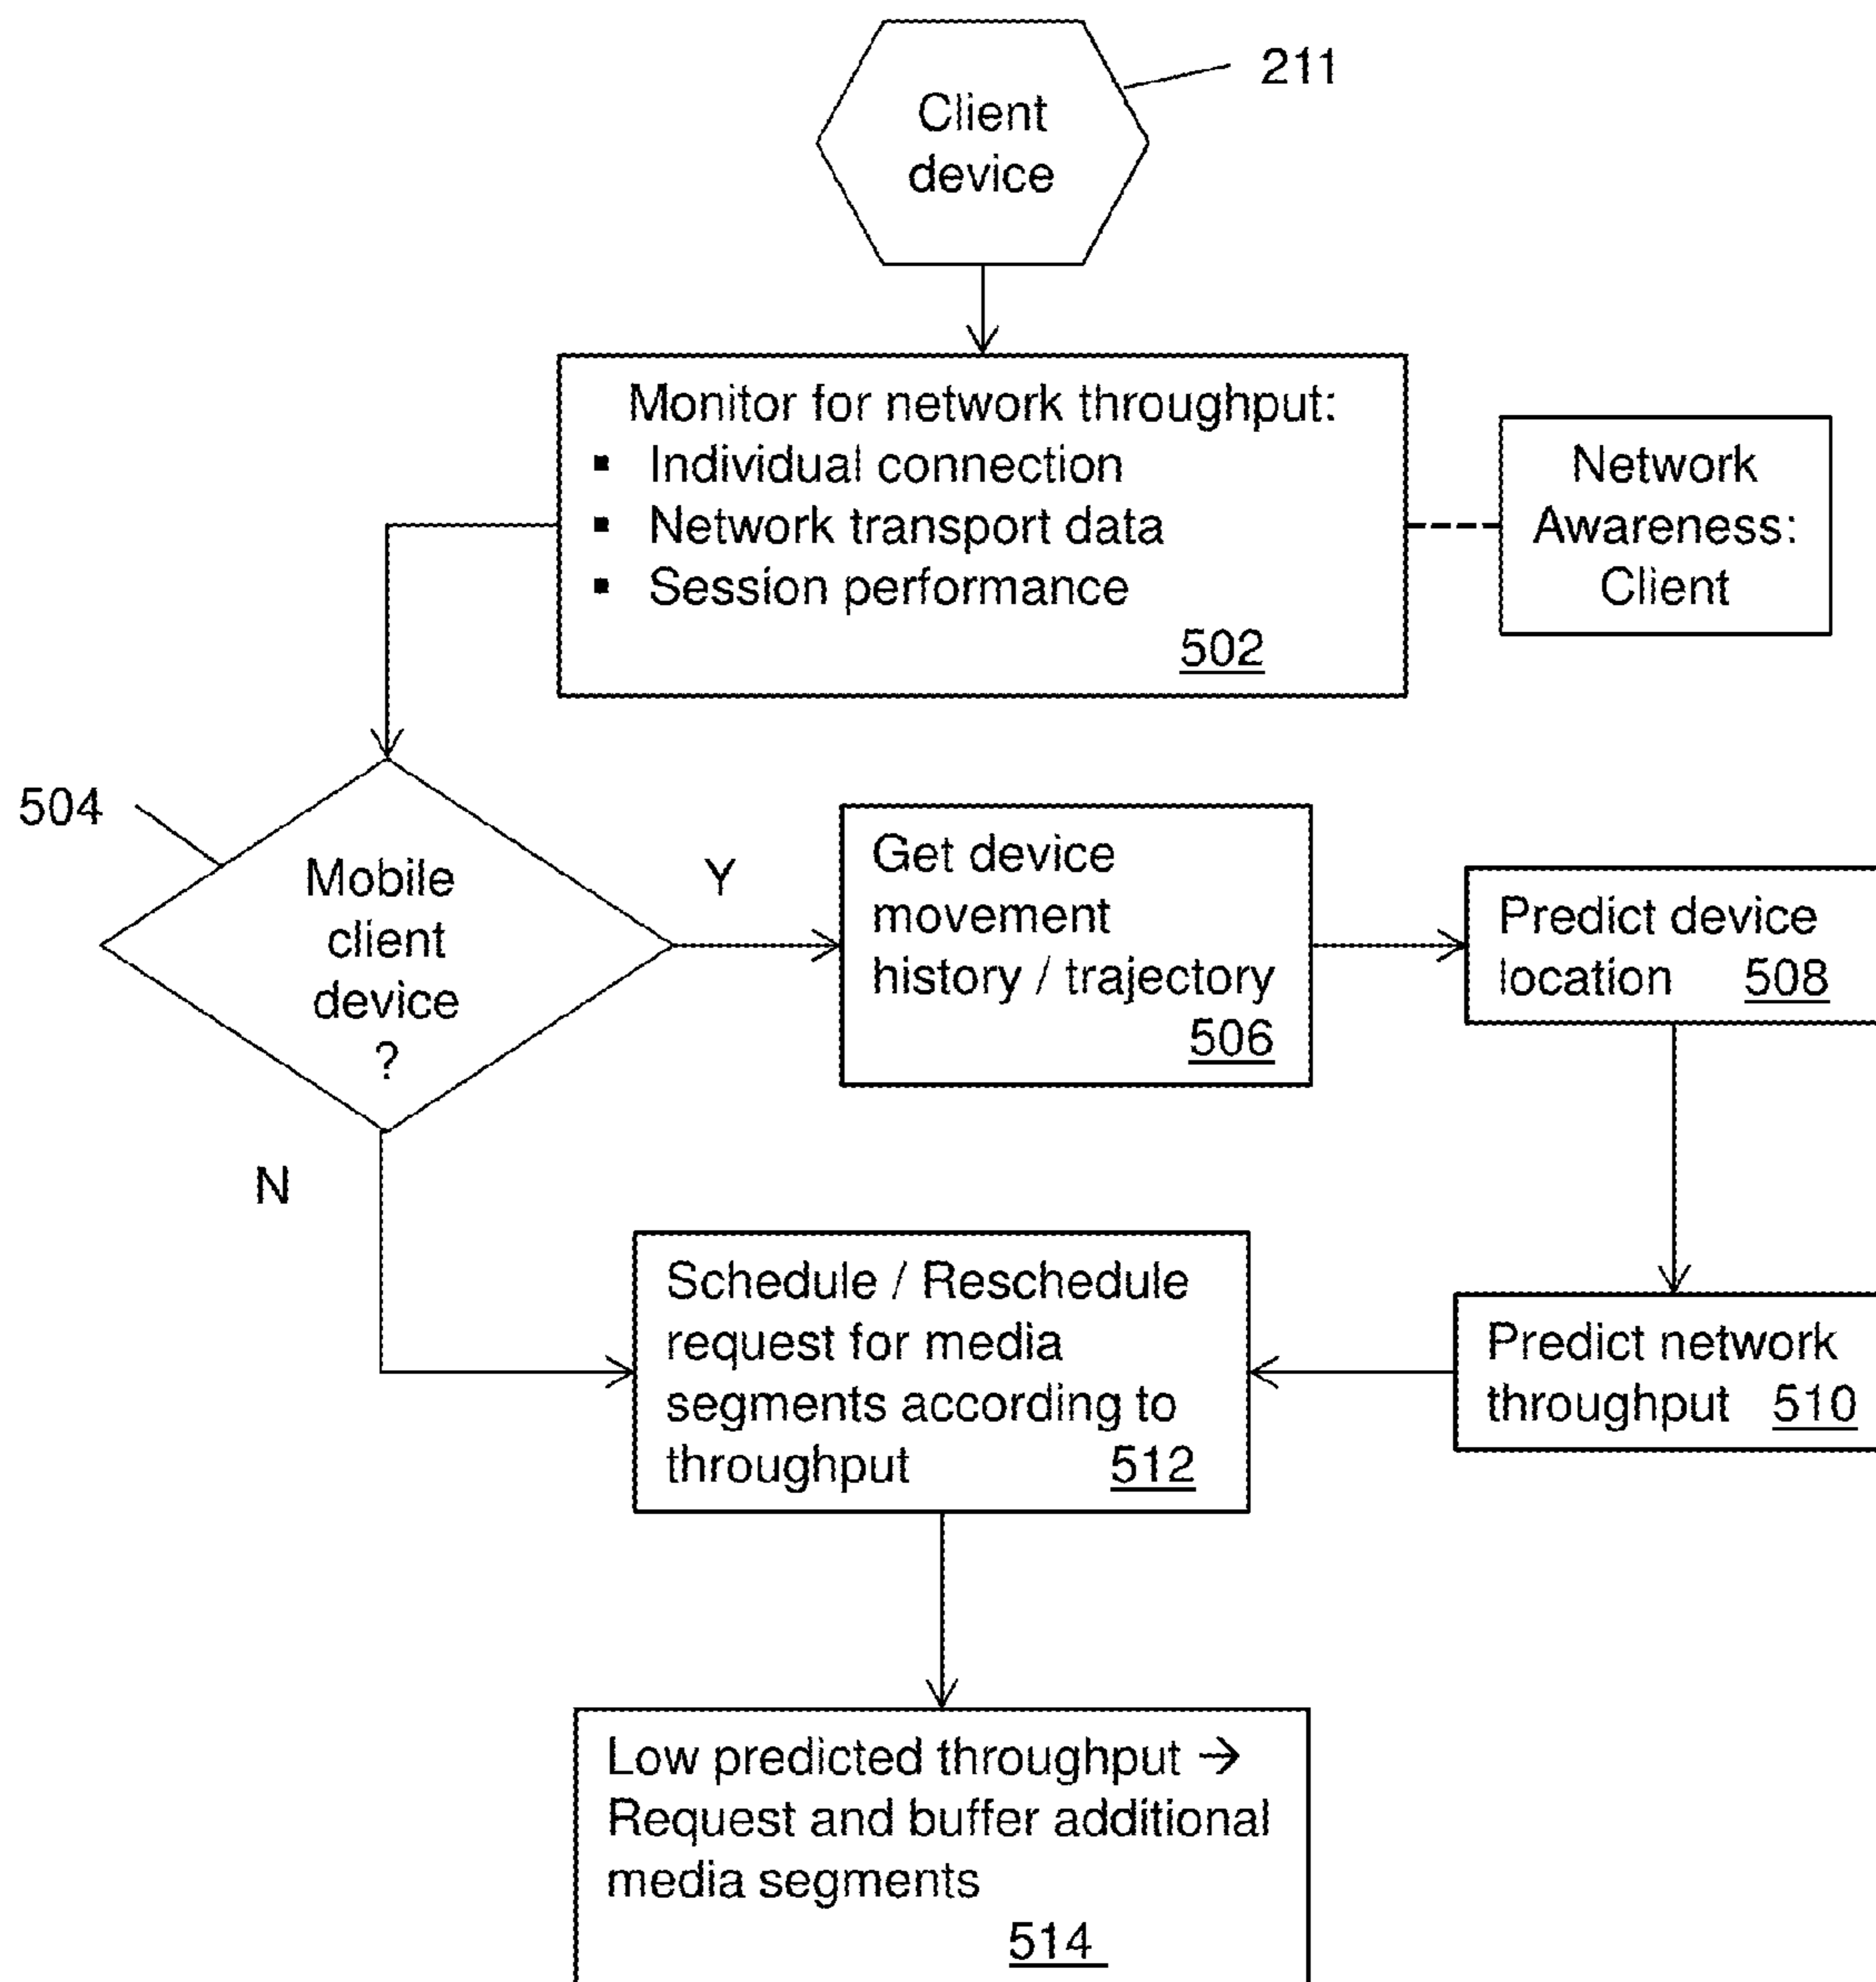 Client
device
211
Monitor for network throughput:
▪ Individual connection
▪ Network transport data
▪ Session performance
502
Network
Awareness:
Client
504
Mobile
client
device
?
Y
Get device
movement
history / trajectory
506
Predict device
location 508
N
Schedule / Reschedule
request for media
segments according to
throughput 512
Predict network
throughput 510
Low predicted throughput →
Request and buffer additional
media segments
514